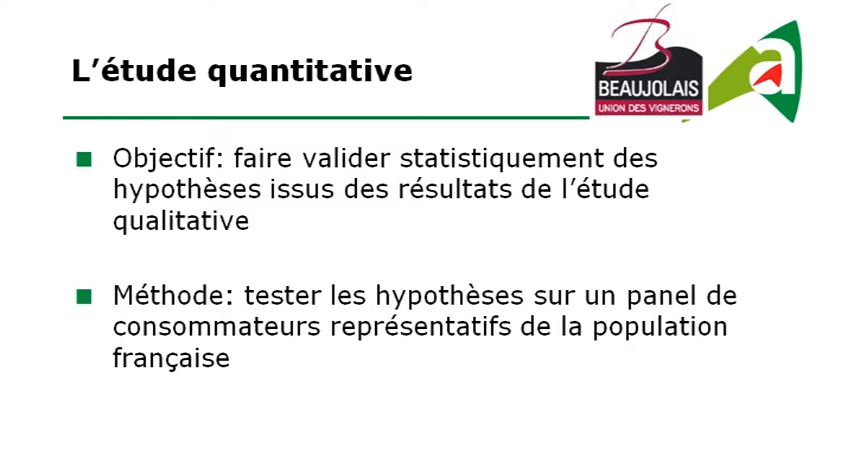 L’étude quantitative
BEAUJOLAIS
UNION DES VIGNERONS
a
Objectif: faire valider statistiquement des
hypothèses issus des résultats de l’étude
qualitative
Méthode: tester les hypothèses sur un panel de
consommateurs représentatifs de la population
française